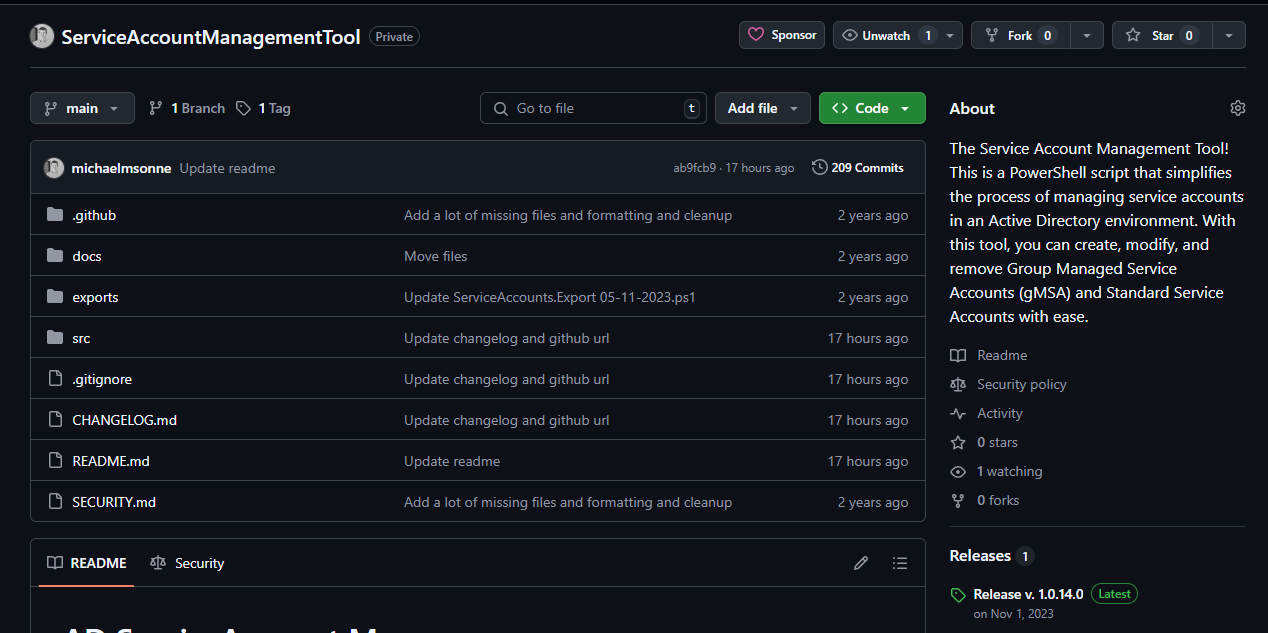 ServiceAccountManagementTool Private
Sponsor Unwatch 1 Fork 0 Star 0
main 1 Branch 1 Tag Go to file t Add file Code
michaelmsonne Update readme ab9fcb9 · 17 hours ago 209 Commits
.github Add a lot of missing files and formatting and cleanup 2 years ago
docs Move files 2 years ago
exports Update ServiceAccounts.Export 05-11-2023.ps1 2 years ago
src Update changelog and github url 17 hours ago
.gitignore Update changelog and github url 17 hours ago
CHANGELOG.md Update changelog and github url 17 hours ago
README.md Update readme 17 hours ago
SECURITY.md Add a lot of missing files and formatting and cleanup 2 years ago
README Security
About
The Service Account Management Tool!
This is a PowerShell script that simplifies
the process of managing service accounts
in an Active Directory environment. With
this tool, you can create, modify, and
remove Group Managed Service
Accounts (gMSA) and Standard Service
Accounts with ease.
Readme
Security policy
Activity
0 stars
1 watching
0 forks
Releases 1
Release v. 1.0.14.0 Latest
on Nov 1, 2023